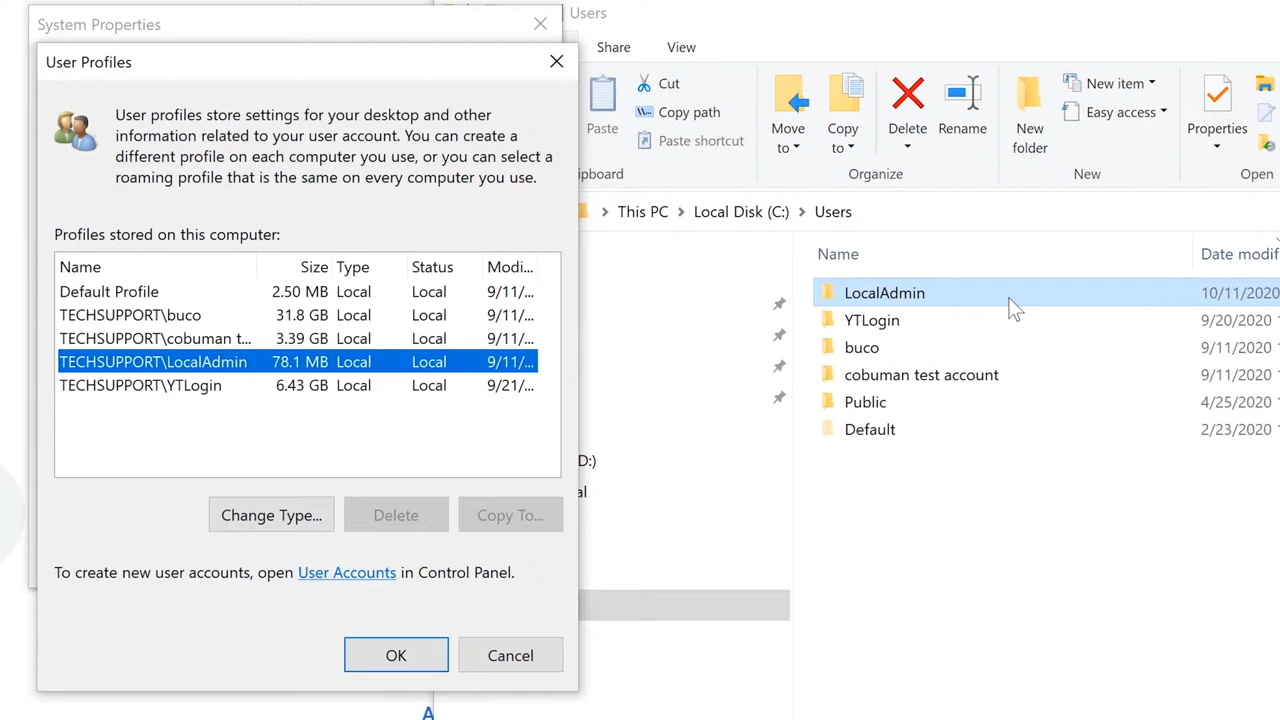 System Properties
User Profiles
User profiles store settings for your desktop and other
information related to your user account. You can create a
different profile on each computer you use, or you can select a
roaming profile that is the same on every computer you use.
Profiles stored on this computer:
Name Size Type Status Modi...
Default Profile 2.50 MB Local Local 9/11/...
TECHSUPPORT\buco 31.8 GB Local Local 9/11/...
TECHSUPPORT\cobuman t... 3.39 GB Local Local 9/11/...
TECHSUPPORT\LocalAdmin 78.1 MB Local Local 9/11/...
TECHSUPPORT\YTLogin 6.43 GB Local Local 9/21/...
Change Type... Delete Copy To...
To create new user accounts, open User Accounts in Control Panel.
OK Cancel
A
Users
Share View
Paste
Cut
Copy path
Paste shortcut
ipboard
Move to
Copy to
Delete
Rename
Organize
New folder
New item
Easy access
New
Properties
Open
This PC > Local Disk (C:) > Users
D:)
al
Name Date modif
LocalAdmin 10/11/2020
YTLogin 9/20/2020 1
buco 9/11/2020 1
cobuman test account 9/11/2020 1
Public 4/25/2020 1
Default 2/23/2020 1